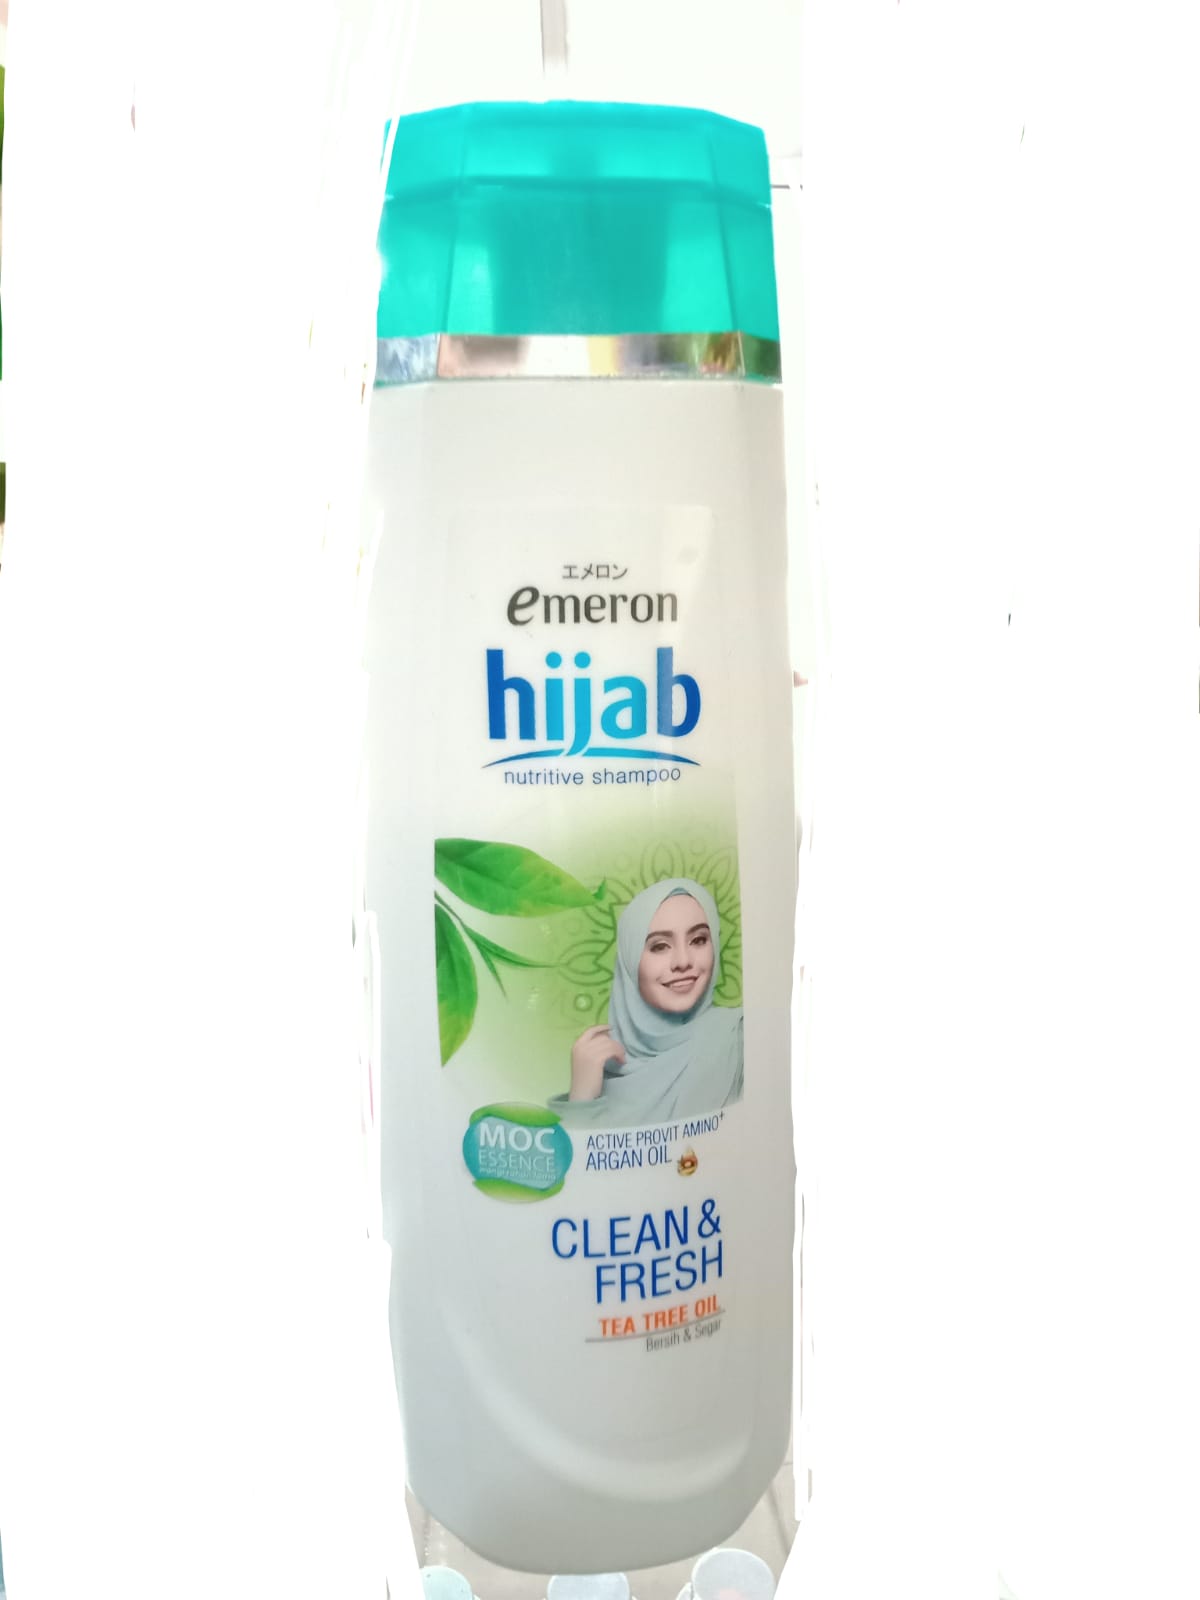 エメロン
emeron
hijab
nutritive shampoo
MOC
ESSENCE
ACTIVE PROVIT AMINO+
ARGAN OIL
CLEAN &
FRESH
TEA TREE OIL
Bersih & Segar